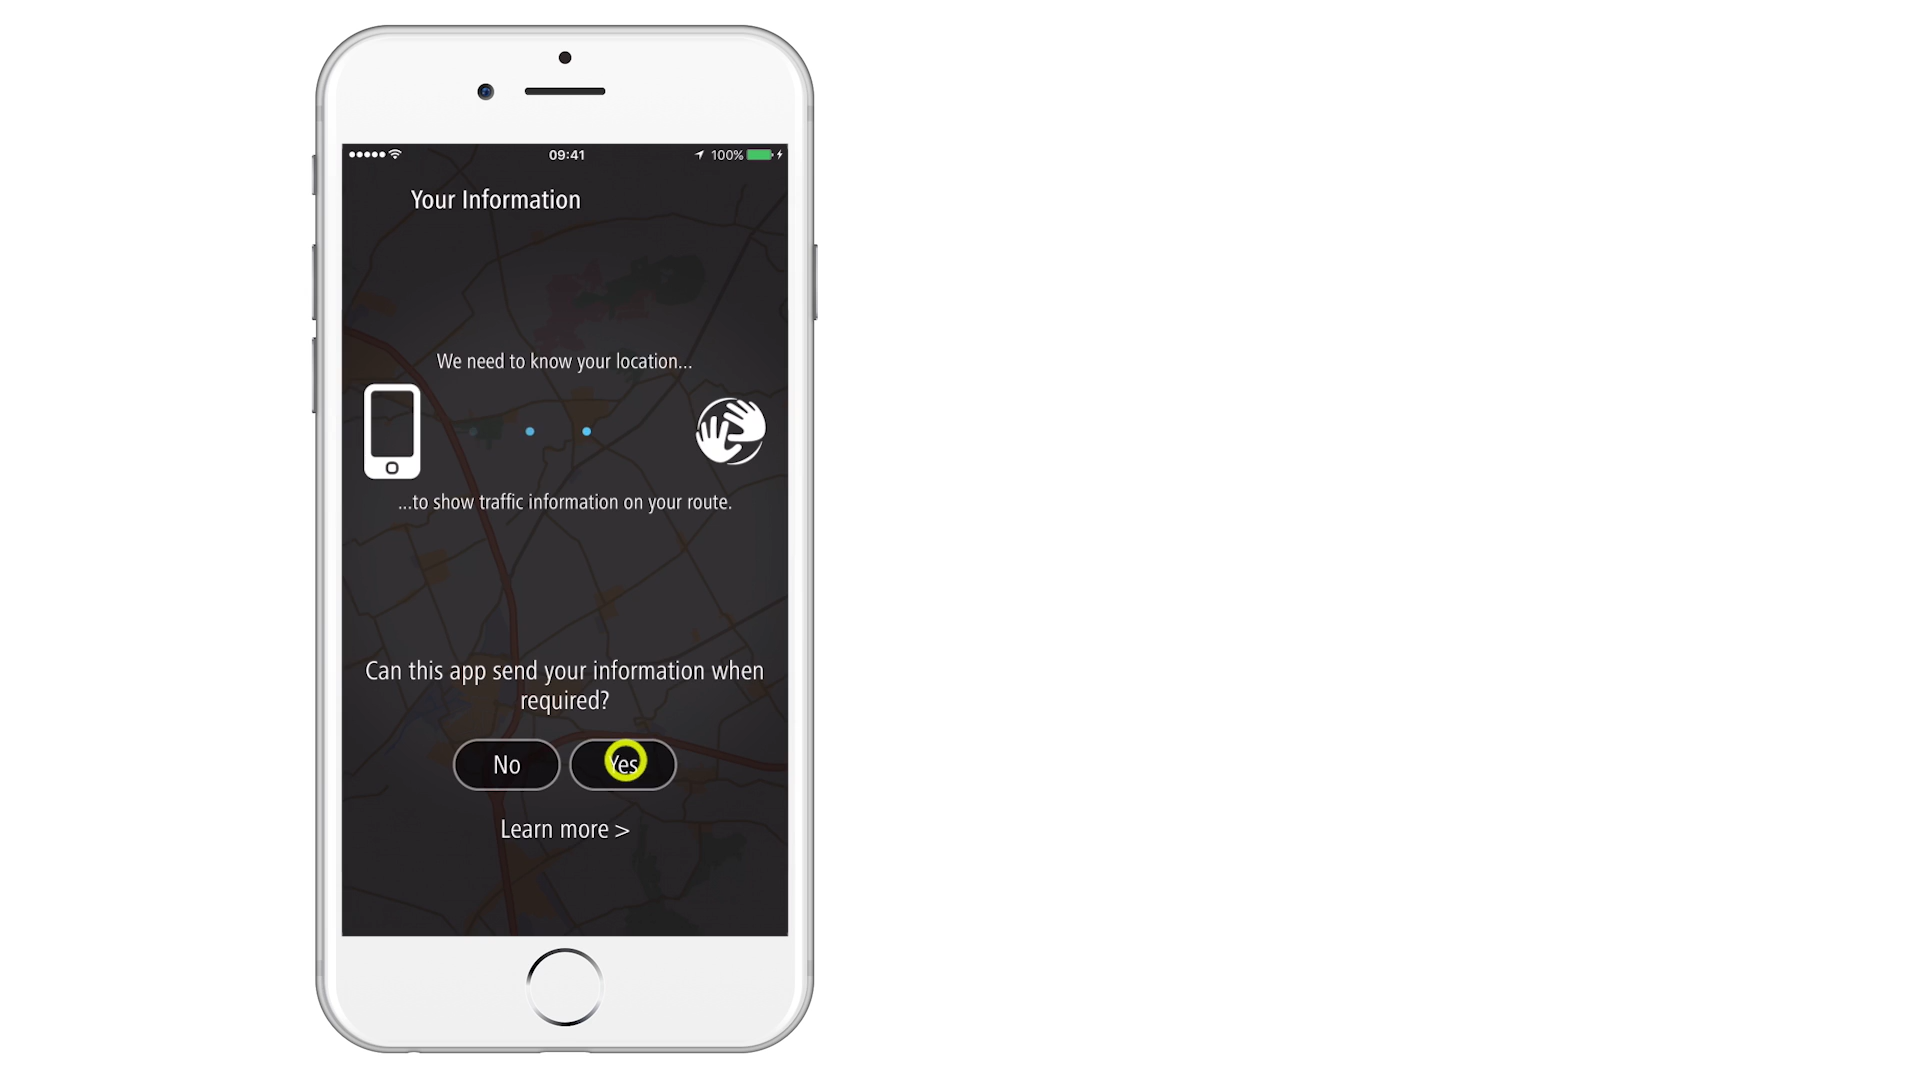 09:41
100%
Your Information
We need to know your location...
...to show traffic information on your route.
Can this app send your information when
required?
No
Yes
Learn more >